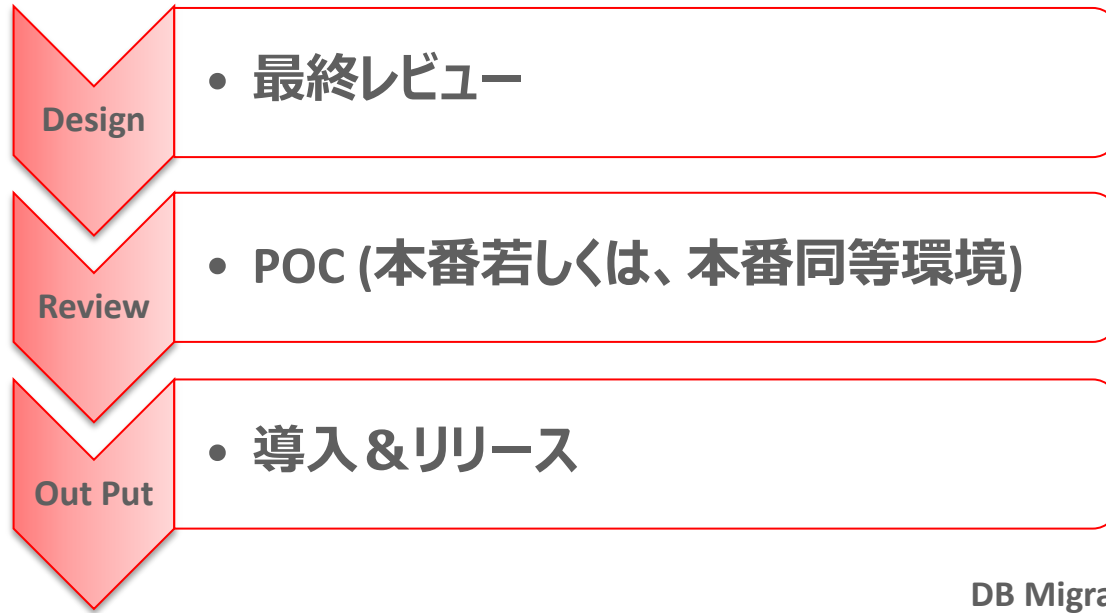 Design
• 最終レビュー
Review
• POC (本番若しくは、本番同等環境)
Out Put
• 導入＆リリース
DB Migra